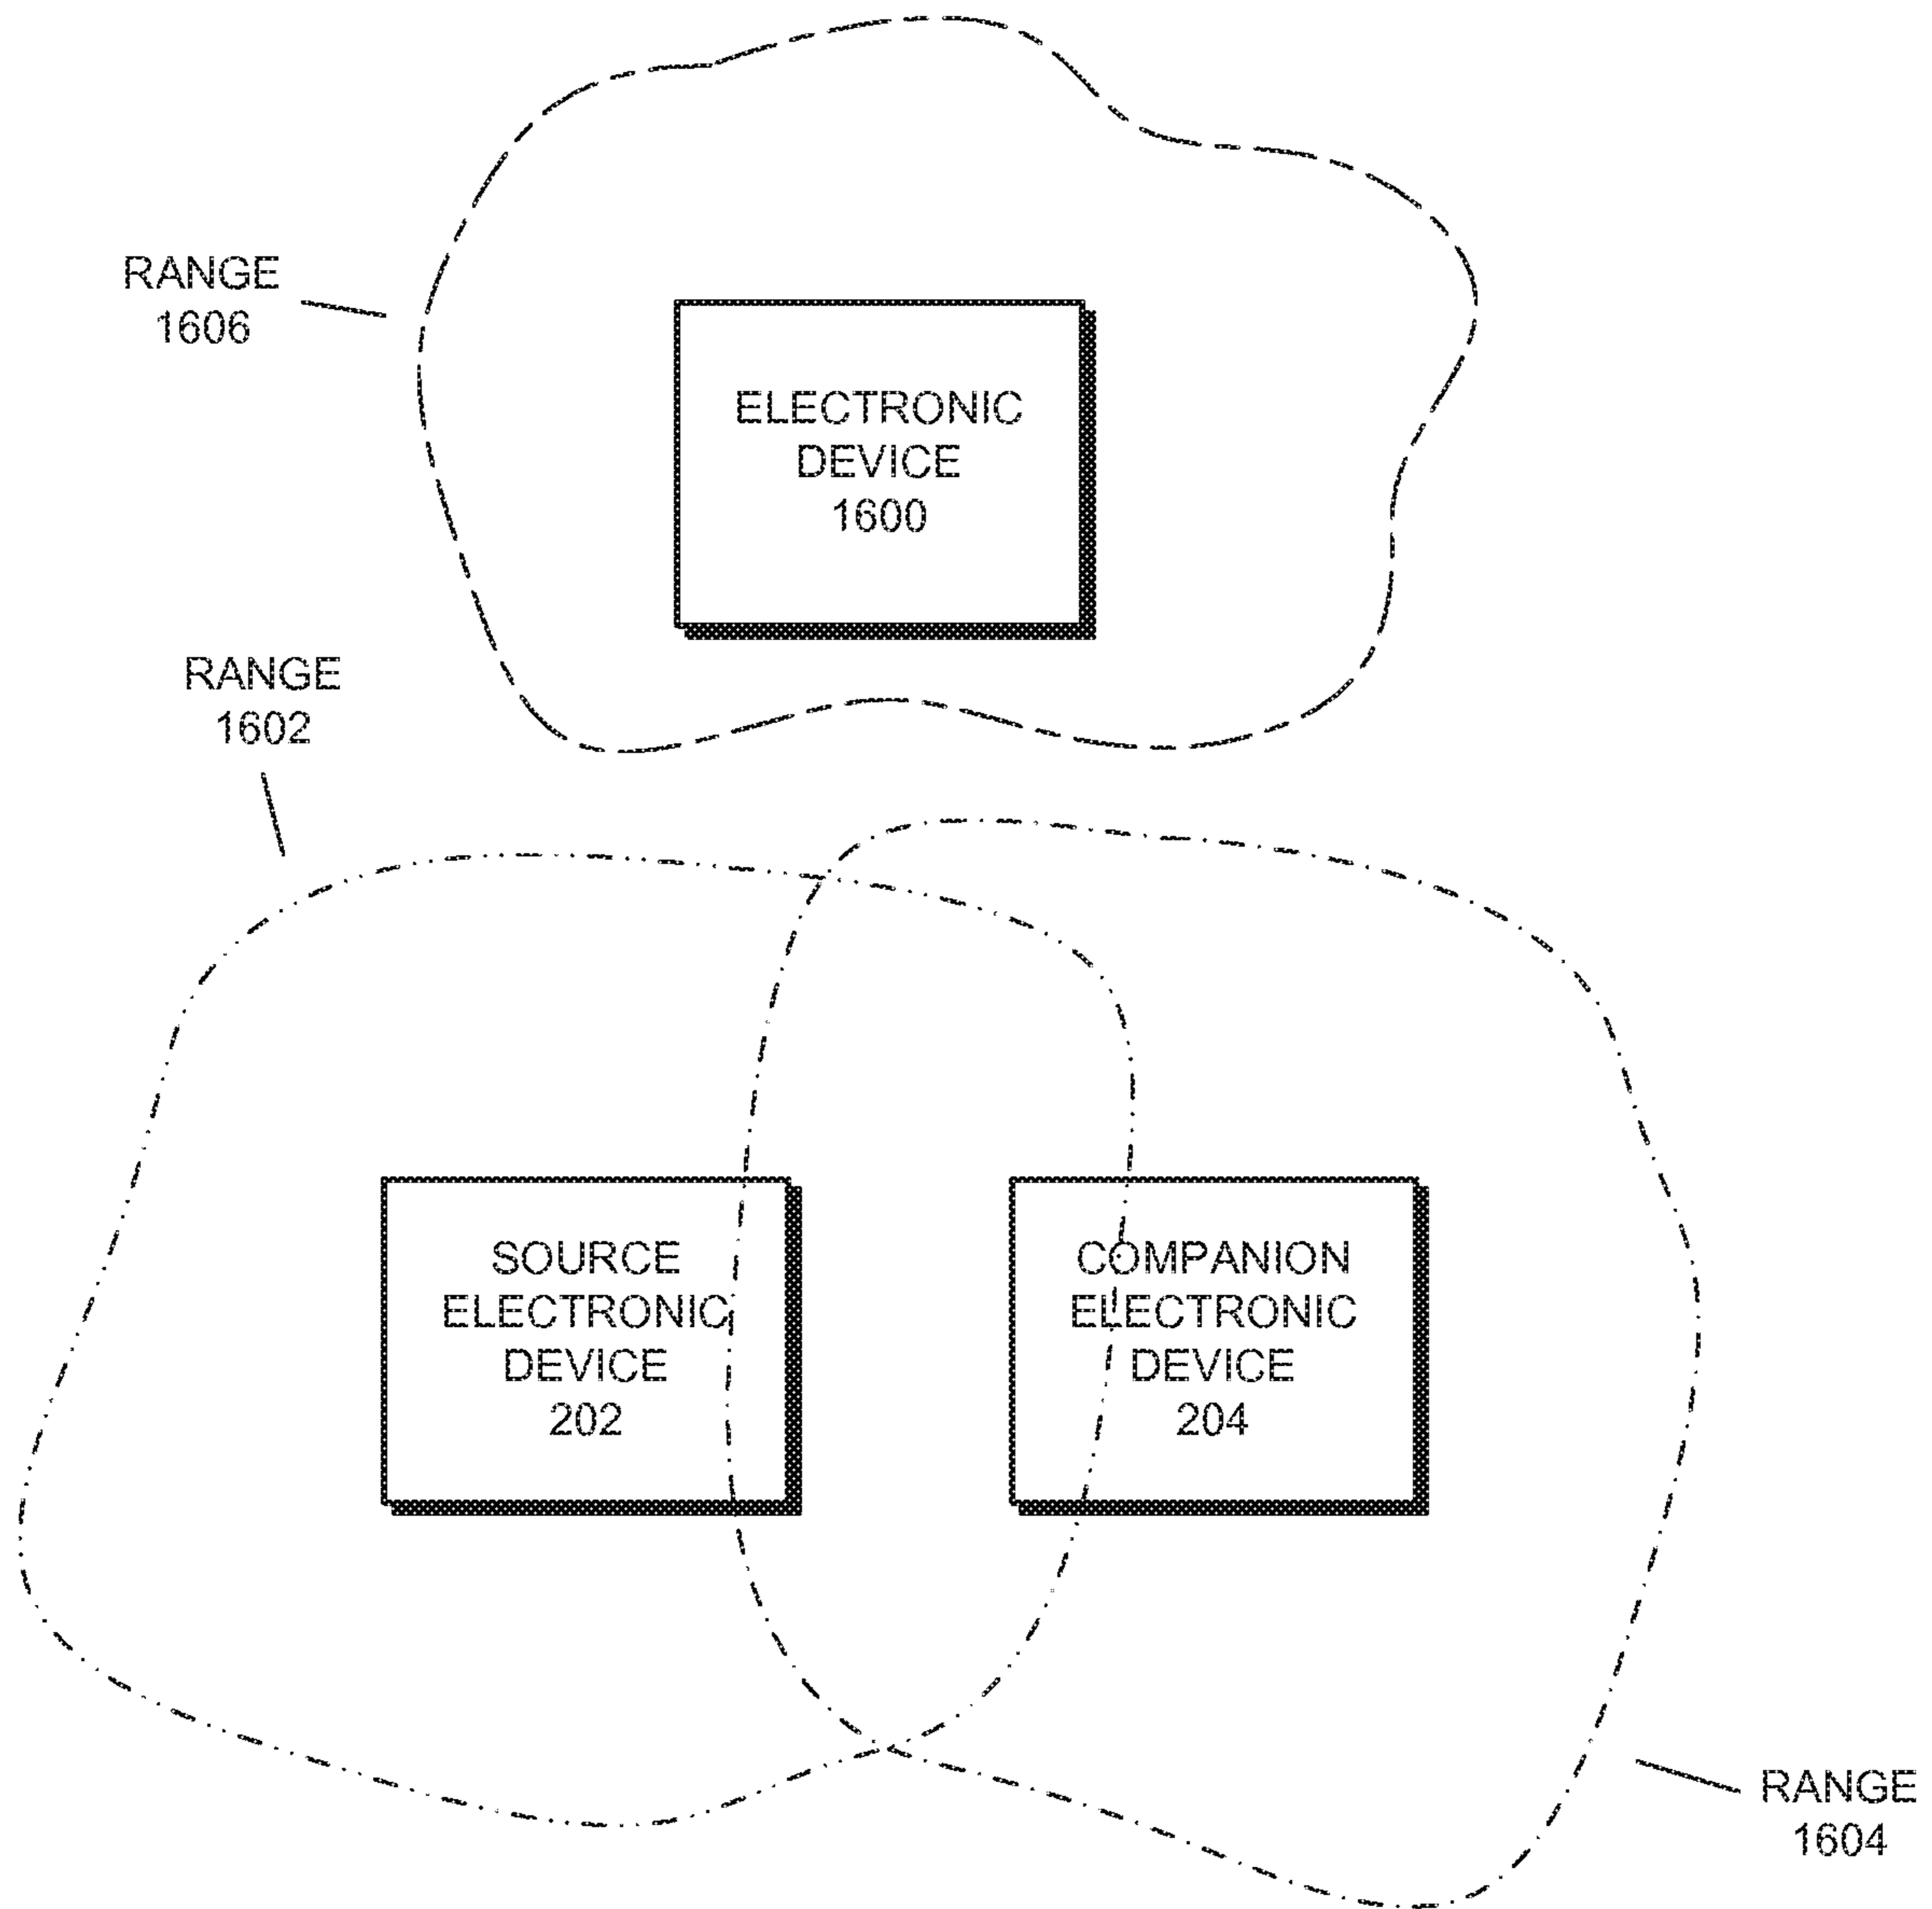 RANGE
1606
ELECTRONIC
DEVICE
1600
RANGE
1602
SOURCE
ELECTRONIC
DEVICE
202
COMPANION
ELECTRONIC
DEVICE
204
RANGE
1604